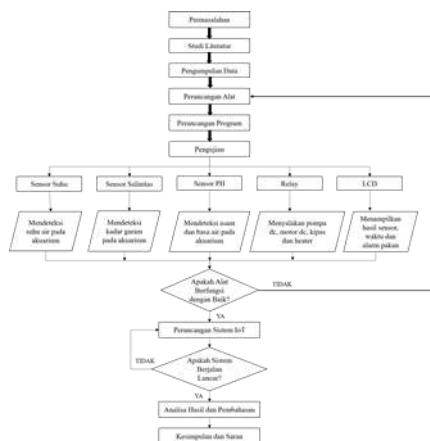 Permasalahan
Studi Literatur
Pengumpulan Data
Perancangan Alat
Perancangan Program
Pengujian
Sensor Suhu
Sensor Salinitas
Sensor PH
Relay
LCD
Mendeteksi
suhu air pada
akuarium
Mendeteksi
kadar garam
pada akuarium
Mendeteksi asam
dan basa air pada
akuarium
Menyalakan pompa
dc, motor dc, kipas
dan heater
Menampilkan
hasil sensor,
waktu dan
alarm pakan
Apakah Alat
Berfungsi
dengan Baik?
TIDAK
YA
Perancangan Sistem IoT
TIDAK
Apakah Sistem
Berjalan
Lancar?
YA
Analisa Hasil dan Pembahasan
Kesimpulan dan Saran